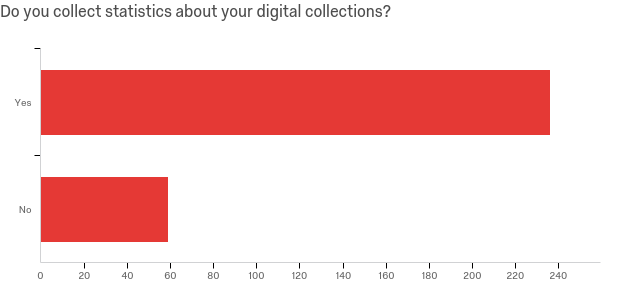 Do you collect statistics about your digital collections?
Yes
No
0 20 40 60 80 100 120 140 160 180 200 220 240